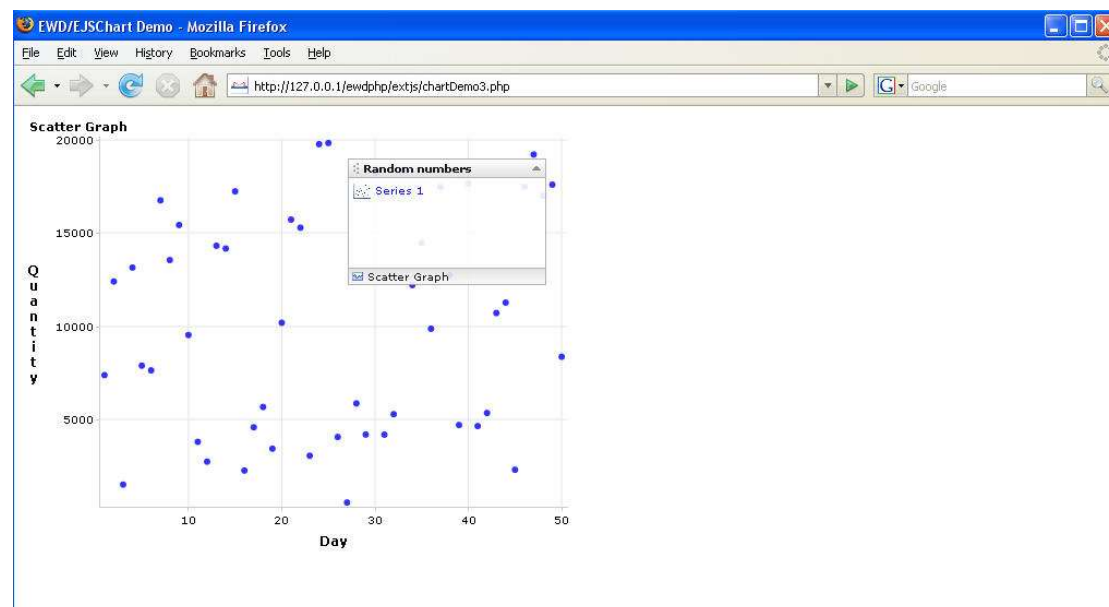 EWD/EJSChart Demo - Mozilla Firefox
File Edit View History Bookmarks Tools Help
http://127.0.0.1/ewdphp/extjs/chartDemo3.php
G Google
Scatter Graph
20000
15000
10000
5000
Quantity
Random numbers
Series 1
Scatter Graph
10 20 30 40 50
Day